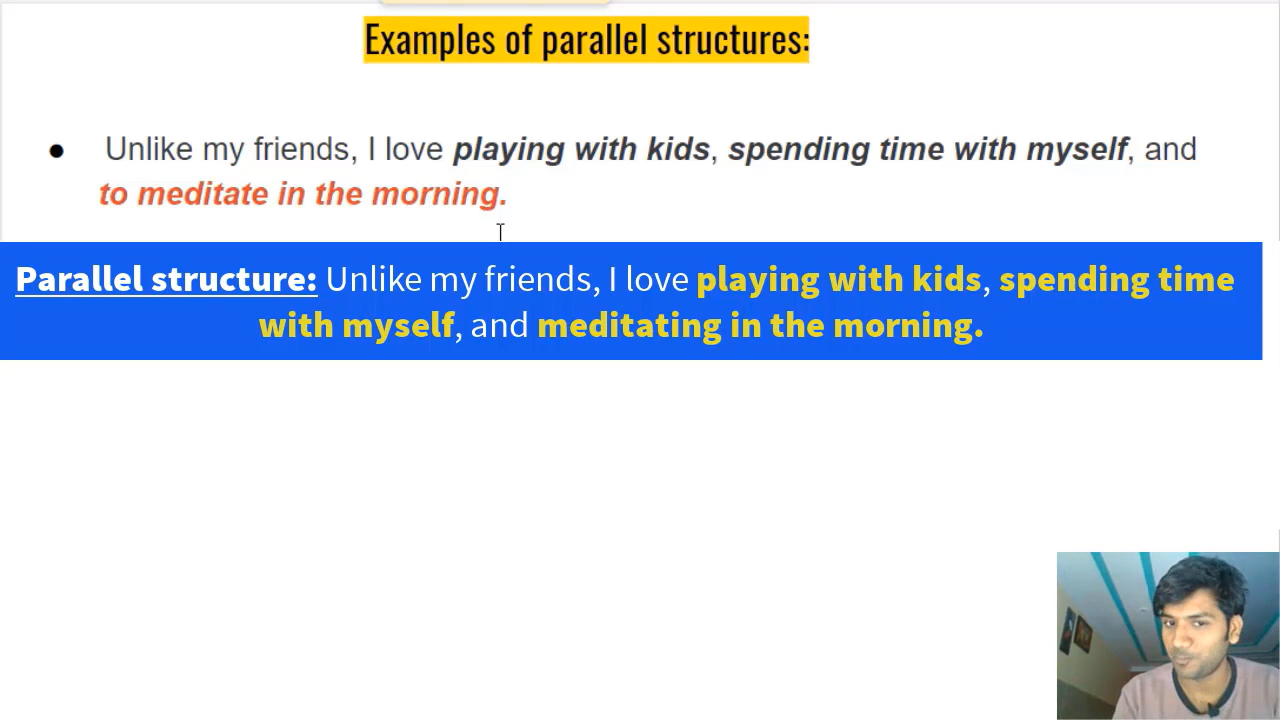 Examples of parallel structures:
● Unlike my friends, I love playing with kids, spending time with myself, and
to meditate in the morning.
Parallel structure: Unlike my friends, I love playing with kids, spending time
with myself, and meditating in the morning.